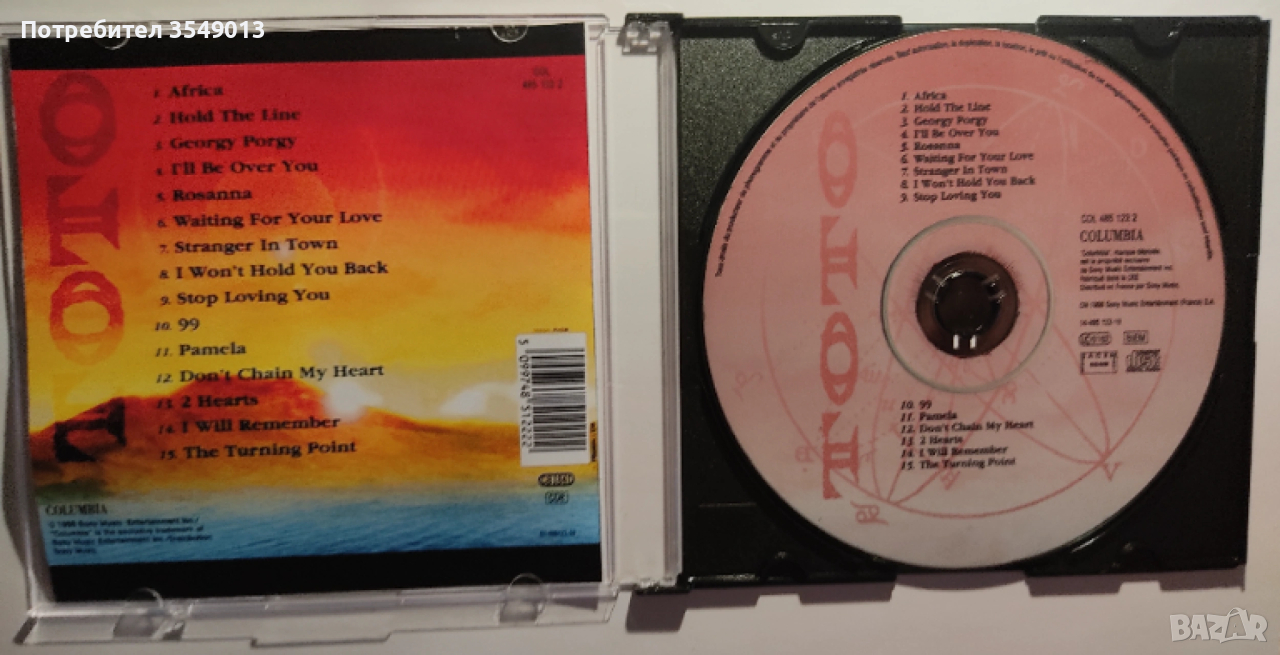 Потребител 3549013
TOTO
COL
485 122 2
1. Africa
2. Hold The Line
3. Georgy Porgy
4. I'll Be Over You
5. Rosanna
6. Waiting For Your Love
7. Stranger In Town
8. I Won't Hold You Back
9. Stop Loving You
10. 99
11. Pamela
12. Don't Chain My Heart
13. 2 Hearts
14. I Will Remember
15. The Turning Point
5 099748 512222
COLUMBIA
TOTO
1. Africa
2. Hold The Line
3. Georgy Porgy
4. I'll Be Over You
5. Rosanna
6. Waiting For Your Love
7. Stranger In Town
8. I Won't Hold You Back
9. Stop Loving You
COL 485 122 2
COLUMBIA
10. 99
11. Pamela
12. Don't Chain My Heart
13. 2 Hearts
14. I Will Remember
15. The Turning Point
BAZAR